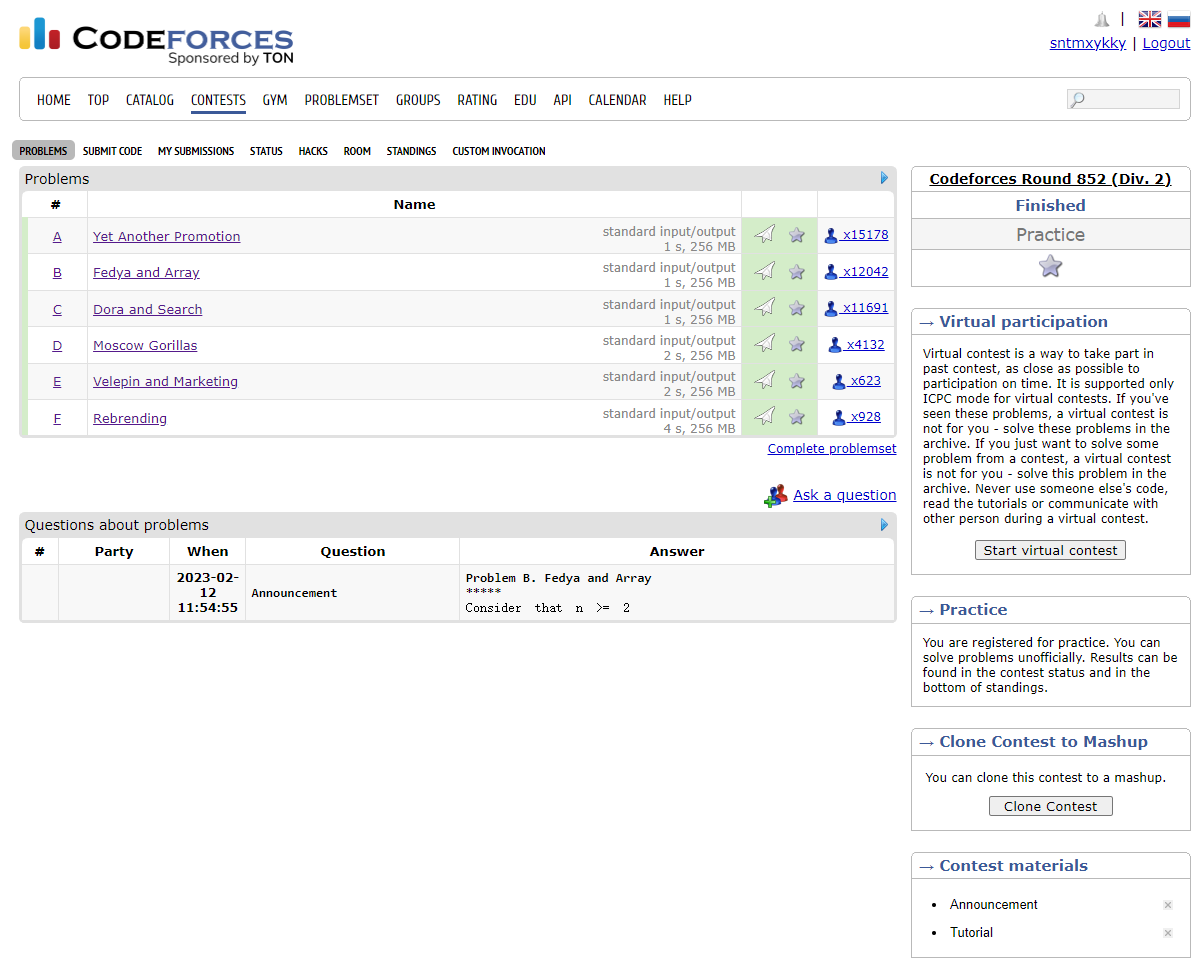 CODEFORCES
Sponsored by TON
|
sntmxykky | Logout
HOME TOP CATALOG CONTESTS GYM PROBLEMSET GROUPS RATING EDU API CALENDAR HELP
PROBLEMS SUBMIT CODE MY SUBMISSIONS STATUS HACKS ROOM STANDINGS CUSTOM INVOCATION
Problems
# Name
A Yet Another Promotion standard input/output
1 s, 256 MB x15178
B Fedya and Array standard input/output
1 s, 256 MB x12042
C Dora and Search standard input/output
1 s, 256 MB x11691
D Moscow Gorillas standard input/output
2 s, 256 MB x4132
E Velepin and Marketing standard input/output
2 s, 256 MB x623
F Rebrending standard input/output
4 s, 256 MB x928
Complete problemset
Ask a question
Questions about problems
# Party When Question Answer
2023-02-
12
11:54:55
Announcement
Problem B. Fedya and Array
*****
Consider that n >= 2
Codeforces Round 852 (Div. 2)
Finished
Practice
→ Virtual participation
Virtual contest is a way to take part in
past contest, as close as possible to
participation on time. It is supported only
ICPC mode for virtual contests. If you've
seen these problems, a virtual contest is
not for you - solve these problems in the
archive. If you just want to solve some
problem from a contest, a virtual contest
is not for you - solve this problem in the
archive. Never use someone else's code,
read the tutorials or communicate with
other person during a virtual contest.
Start virtual contest
→ Practice
You are registered for practice. You can
solve problems unofficially. Results can be
found in the contest status and in the
bottom of standings.
→ Clone Contest to Mashup
You can clone this contest to a mashup.
Clone Contest
→ Contest materials
• Announcement ×
• Tutorial ×